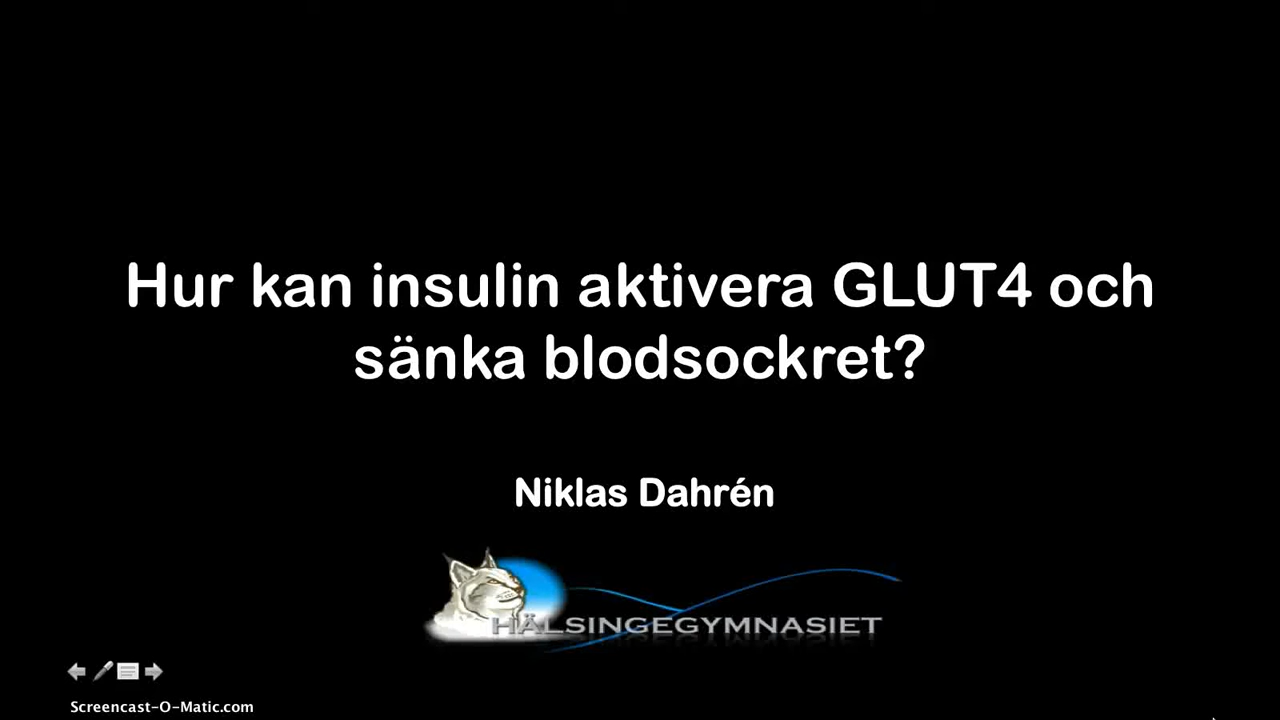 Hur kan insulin aktivera GLUT4 och
sänka blodsockret?
Niklas Dahrén
HÄLSINGEGYMNASIET
Screencast-O-Matic.com